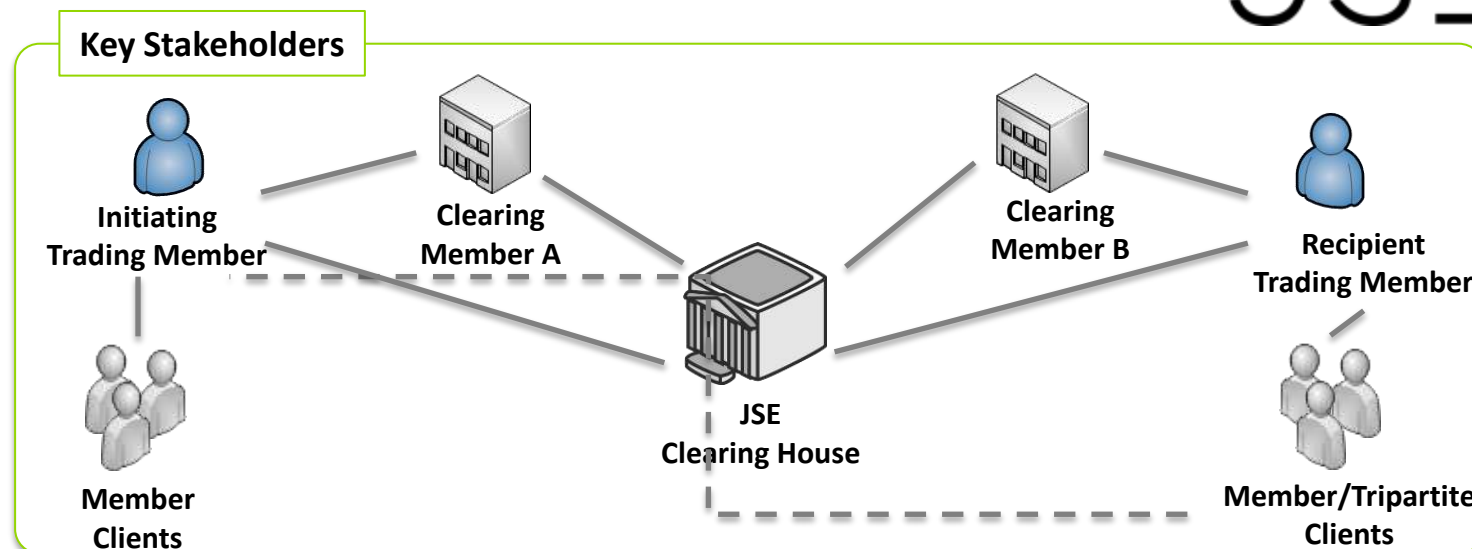 Key Stakeholders
Initiating
Trading Member
Clearing
Member A
Clearing
Member B
Recipient
Trading Member
JSE
Clearing House
Member
Clients
Member/Tripartite
Clients